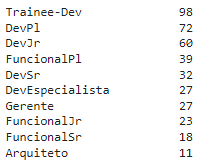 Trainee-Dev 98
DevPl 72
DevJr 60
FuncionalPl 39
DevSr 32
DevEspecialista 27
Gerente 27
FuncionalJr 23
FuncionalSr 18
Arquiteto 11